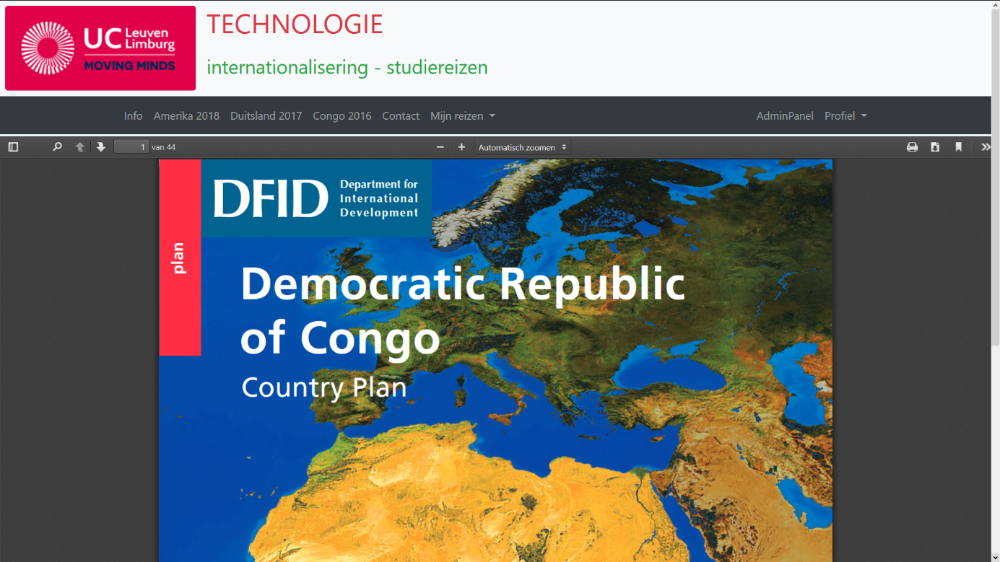 UC Leuven
Limburg
MOVING MINDS
TECHNOLOGIE
internationalisering - studiereizen
Info Amerika 2018 Duitsland 2017 Congo 2016 Contact Mijn reizen AdminPanel Profiel
1 van 44 Automatisch zoomen
plan
DFID Department for
International
Development
Democratic Republic
of Congo
Country Plan